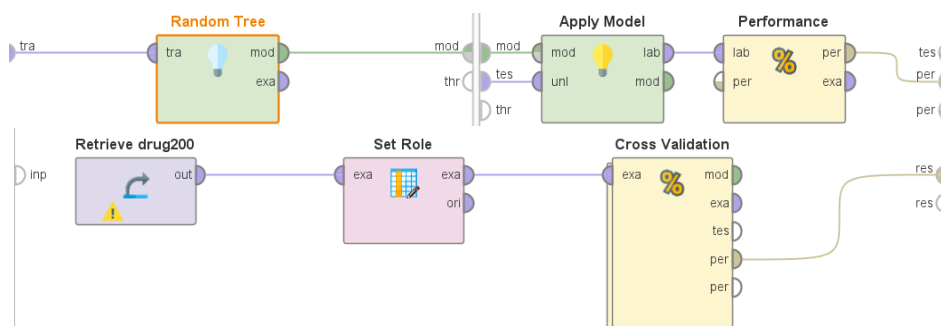 Random Tree Apply Model Performance
tra tra mod mod mod mod lab lab per tes
exa thr tes unl mod per exa per
thr per
Retrieve drug200 Set Role Cross Validation
inp out exa exa exa mod res
ori exa res
tes
per
per